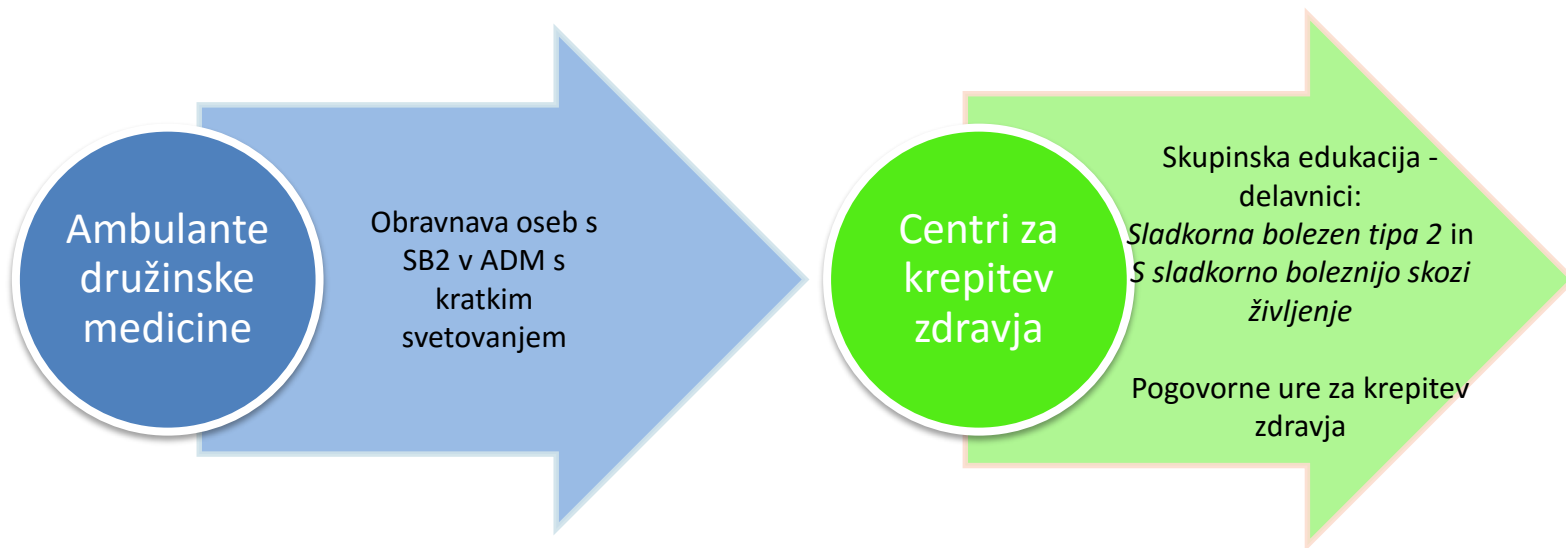 Ambulante
družinske
medicine
Obravnava oseb s
SB2 v ADM s
kratkim
svetovanjem
Centri za
krepitev
zdravja
Skupinska edukacija -
delavnici:
Sladkorna bolezen tipa 2 in
S sladkorno boleznijo skozi
življenje
Pogovorne ure za krepitev
zdravja